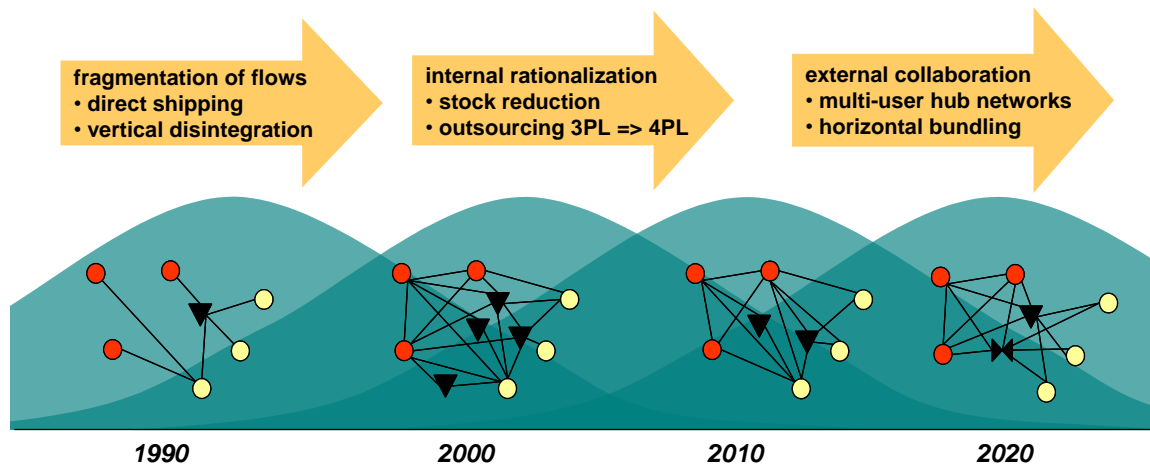 fragmentation of flows
• direct shipping
• vertical disintegration
internal rationalization
• stock reduction
• outsourcing 3PL => 4PL
external collaboration
• multi-user hub networks
• horizontal bundling
1990
2000
2010
2020